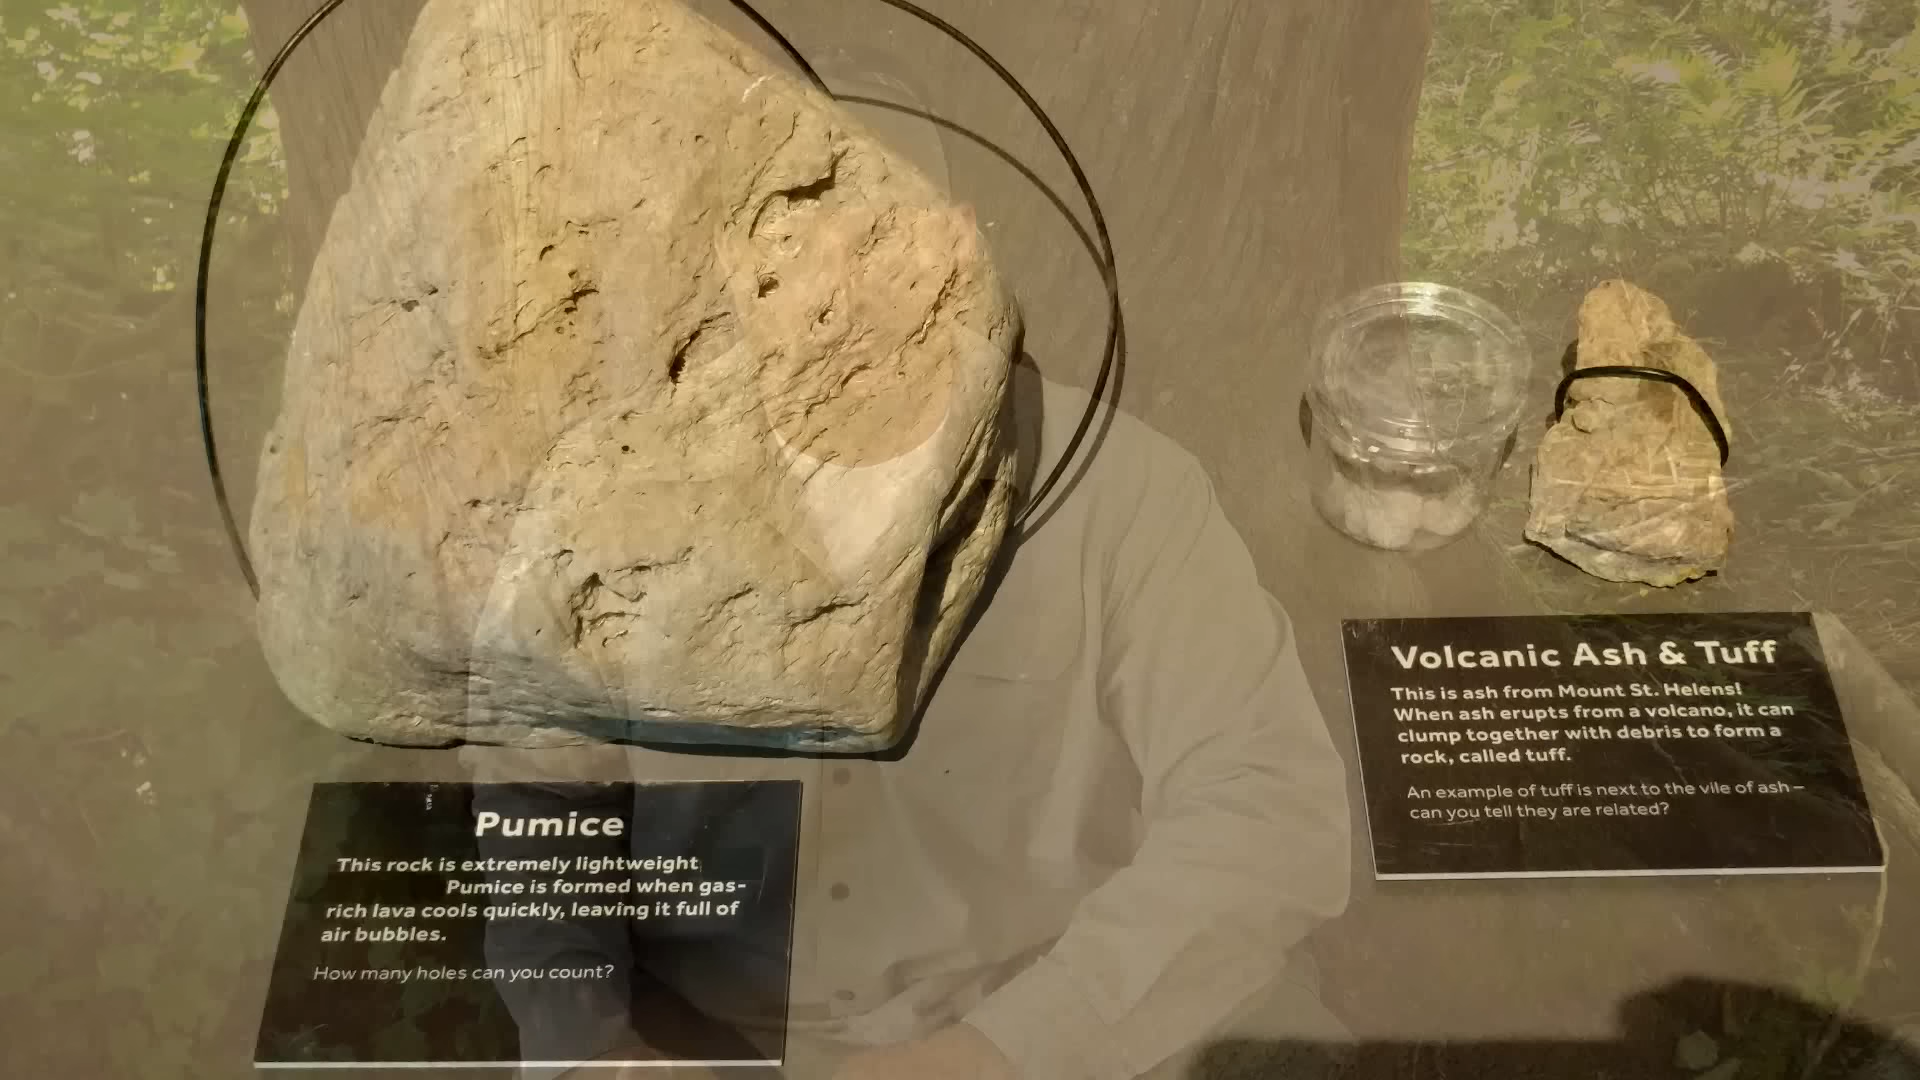 Pumice
This rock is extremely lightweight
Pumice is formed when gas-
rich lava cools quickly, leaving it full of
air bubbles.
How many holes can you count?
Volcanic Ash & Tuff
This is ash from Mount St. Helens!
When ash erupts from a volcano, it can
clump together with debris to form a
rock, called tuff.
An example of tuff is next to the vile of ash–
can you tell they are related?